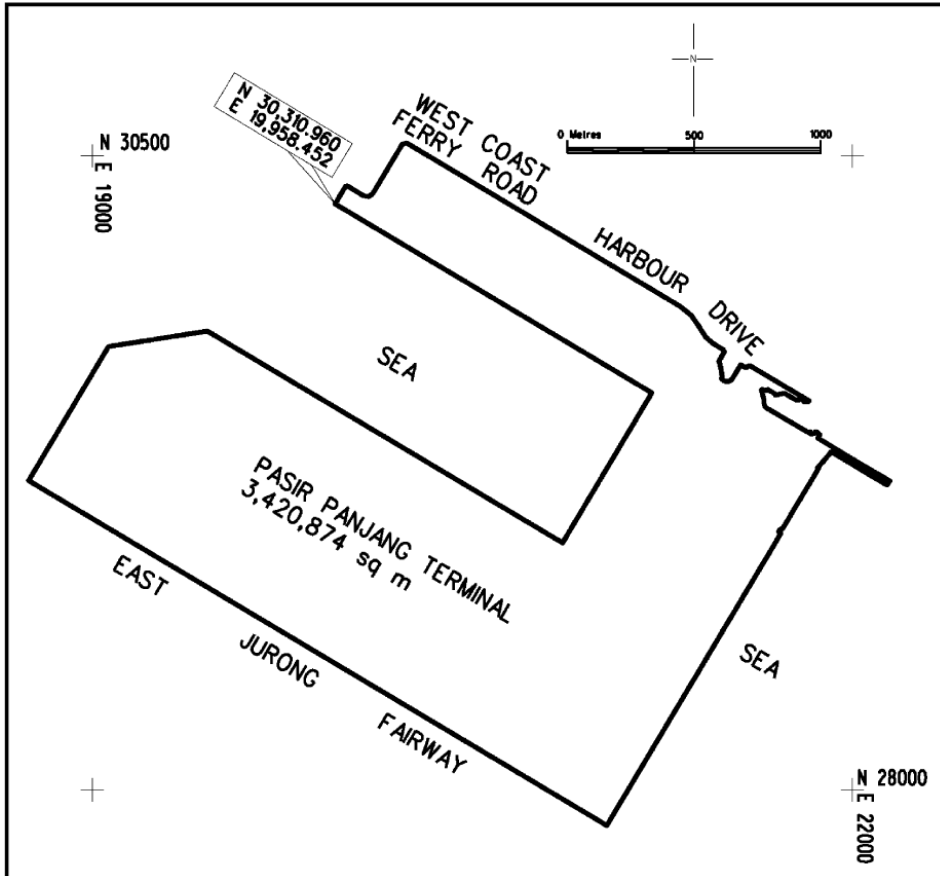 N
N 30,310.960
E 19,958.452
N 30500
E 19000
WEST COAST
FERRY ROAD
0 Metres 500 1000
HARBOUR DRIVE
SEA
PASIR PANJANG TERMINAL
3,420,874 sq m
EAST JURONG FAIRWAY
SEA
N 28000
E 22000